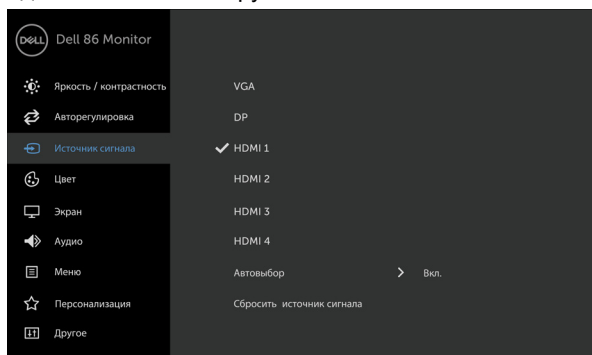 DELL Dell 86 Monitor
Яркость / контрастность VGA
Авторегулировка DP
Источник сигнала HDMI 1
Цвет HDMI 2
Экран HDMI 3
Аудио HDMI 4
Меню Автовыбор Вкл.
Персонализация Сбросить источник сигнала
Другое